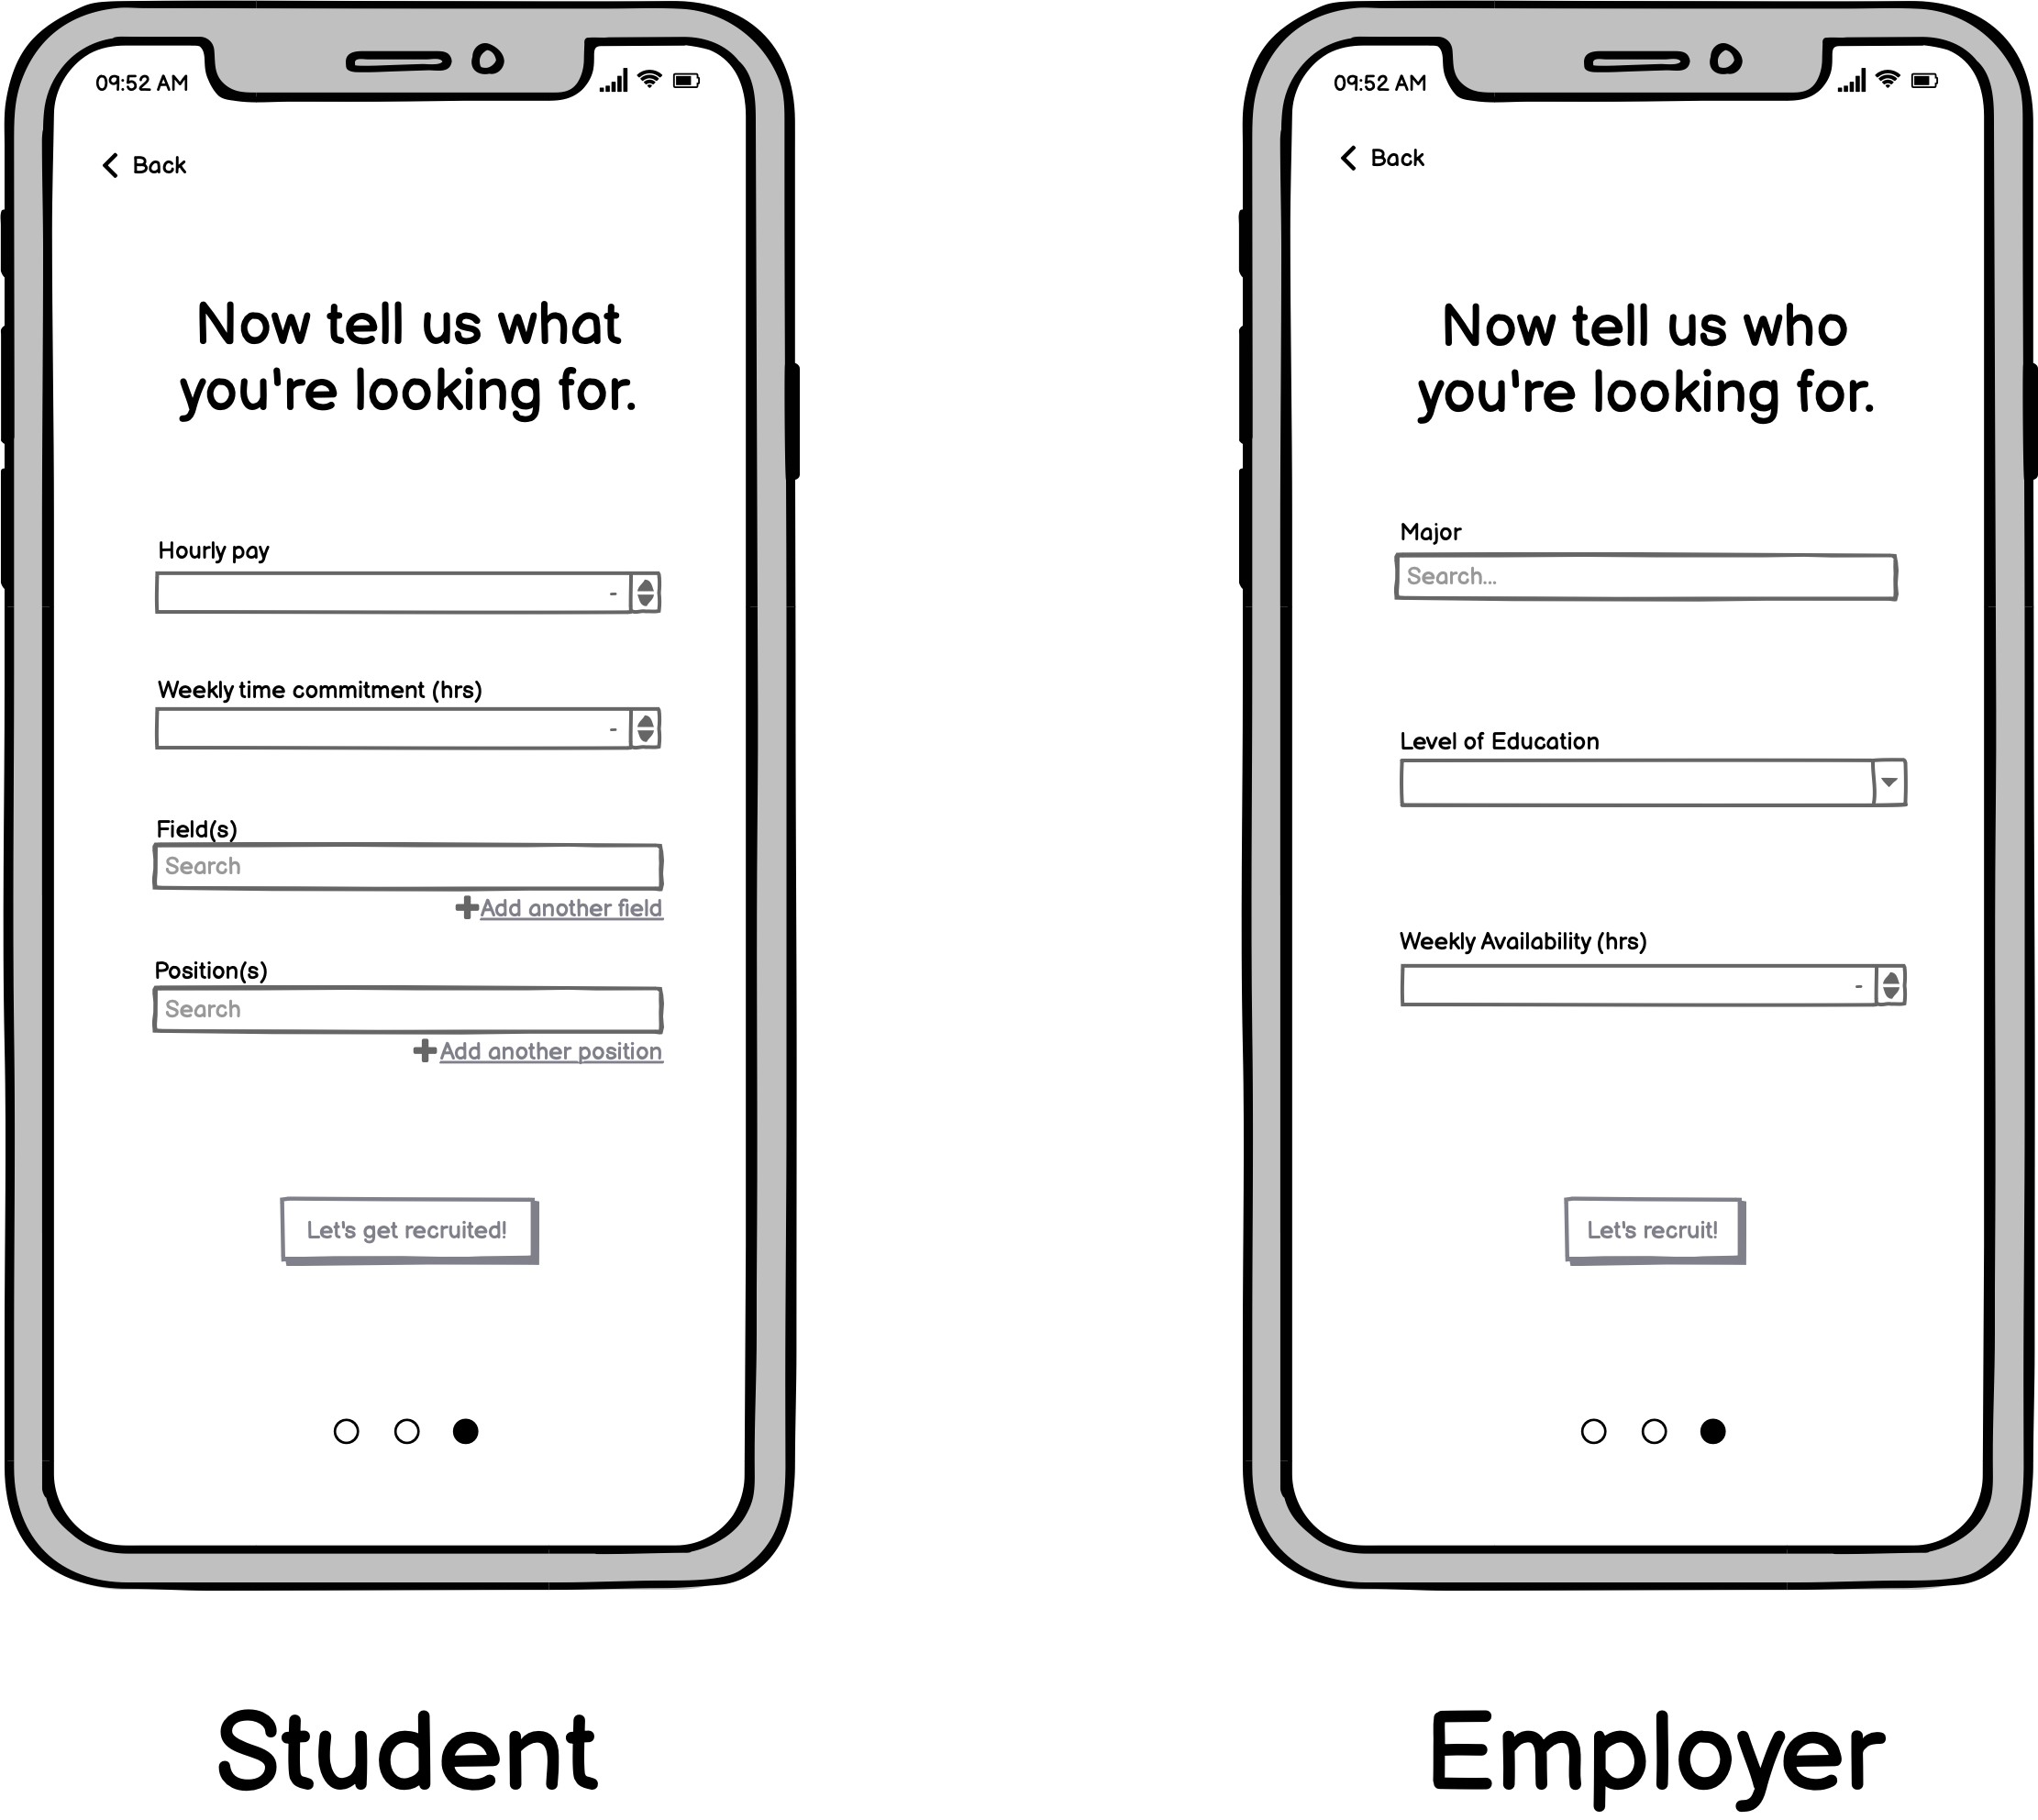 09:52 AM
Back
Now tell us what
you're looking for.
Hourly pay
-
Weekly time commitment (hrs)
-
Field(s)
Search
Add another field
Position(s)
Search
Add another position
Let's get recruited!
Student
09:52 AM
Back
Now tell us who
you're looking for.
Major
Search...
Level of Education
Weekly Availability (hrs)
-
Let's recruit!
Employer